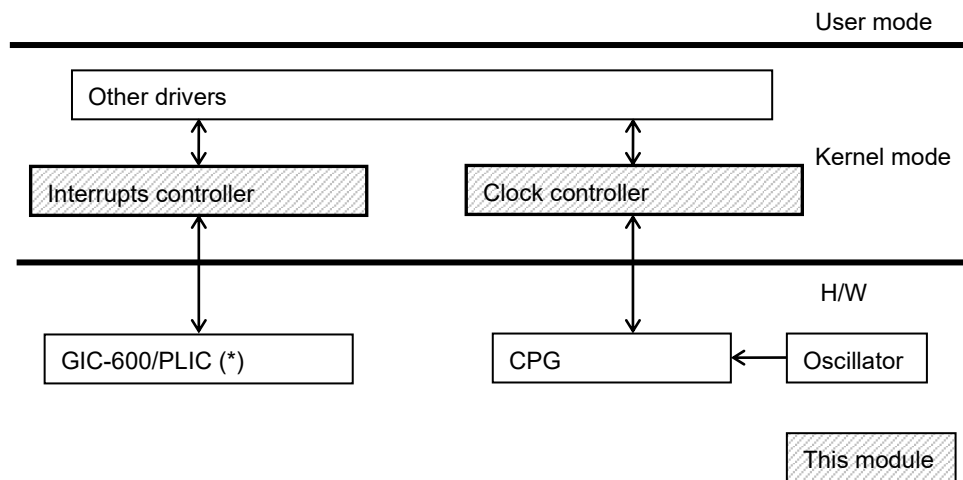 User mode
Other drivers
Kernel mode
Interrupts controller
Clock controller
H/W
GIC-600/PLIC (*)
CPG
Oscillator
This module